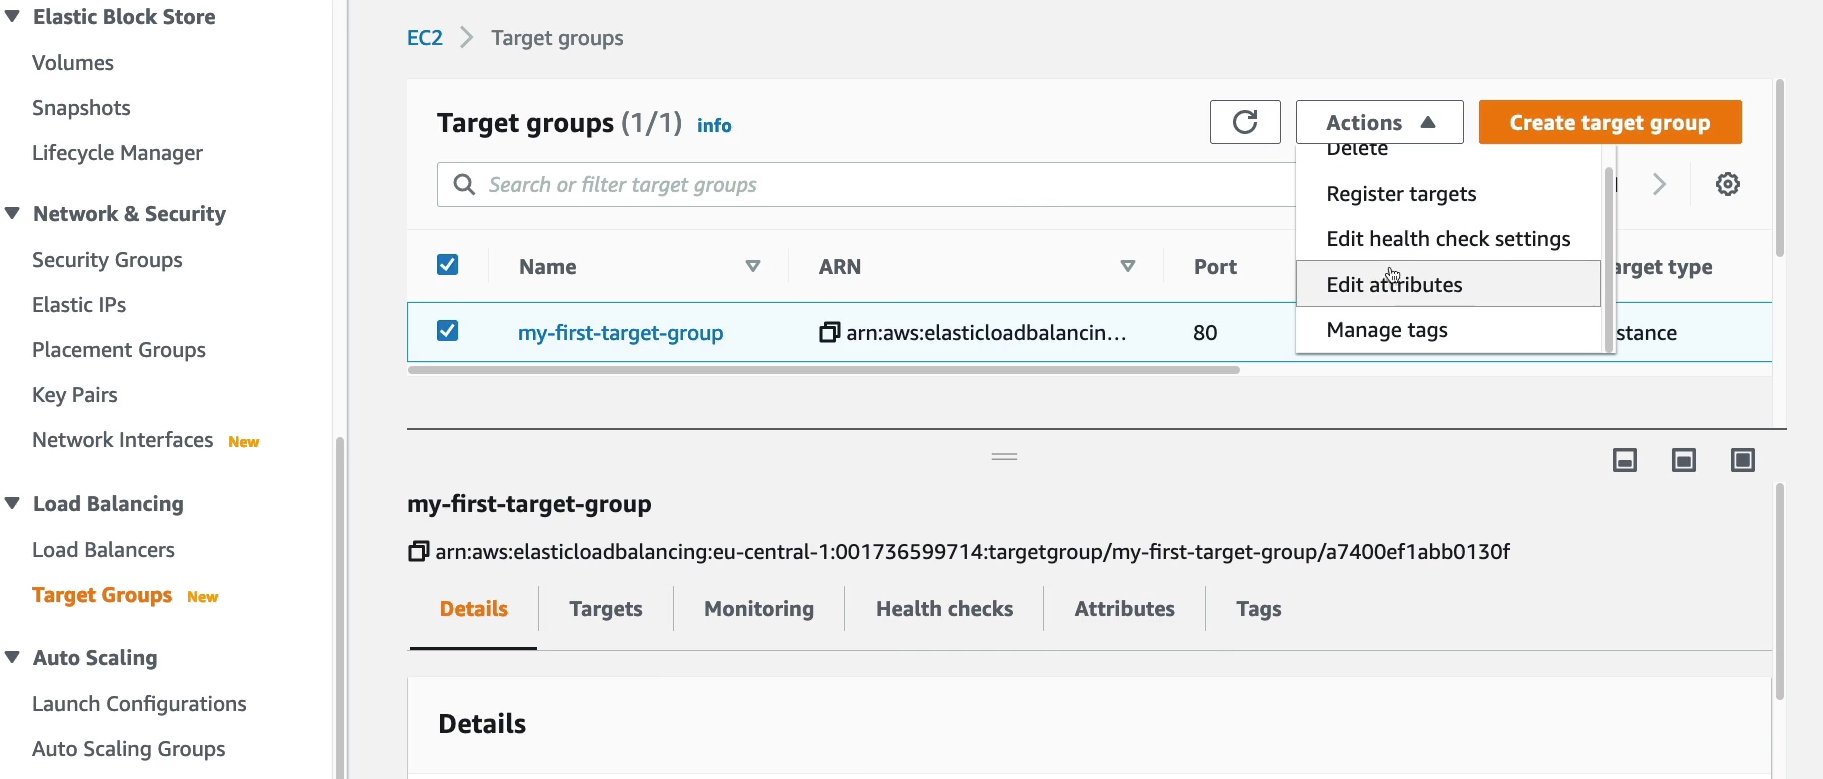 Elastic Block Store
Volumes
Snapshots
Lifecycle Manager
Network & Security
Security Groups
Elastic IPs
Placement Groups
Key Pairs
Network Interfaces New
Load Balancing
Load Balancers
Target Groups New
Auto Scaling
Launch Configurations
Auto Scaling Groups
EC2 > Target groups
Target groups (1/1) info
Actions
Create target group
Search or filter target groups
Delete
Register targets
Edit health check settings
Edit attributes
Manage tags
Name ARN Port arget type
my-first-target-group arn:aws:elasticloadbalancin... 80 stance
my-first-target-group
arn:aws:elasticloadbalancing:eu-central-1:001736599714:targetgroup/my-first-target-group/a7400ef1abb0130f
Details Targets Monitoring Health checks Attributes Tags
Details